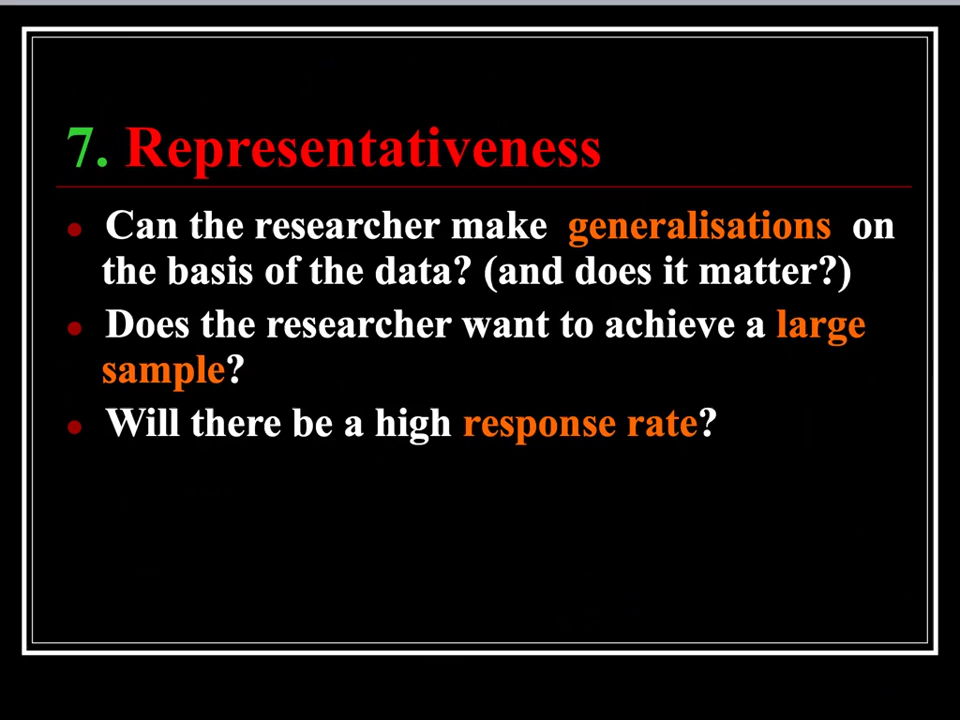 7. Representativeness
• Can the researcher make generalisations on
the basis of the data? (and does it matter?)
• Does the researcher want to achieve a large
sample?
• Will there be a high response rate?